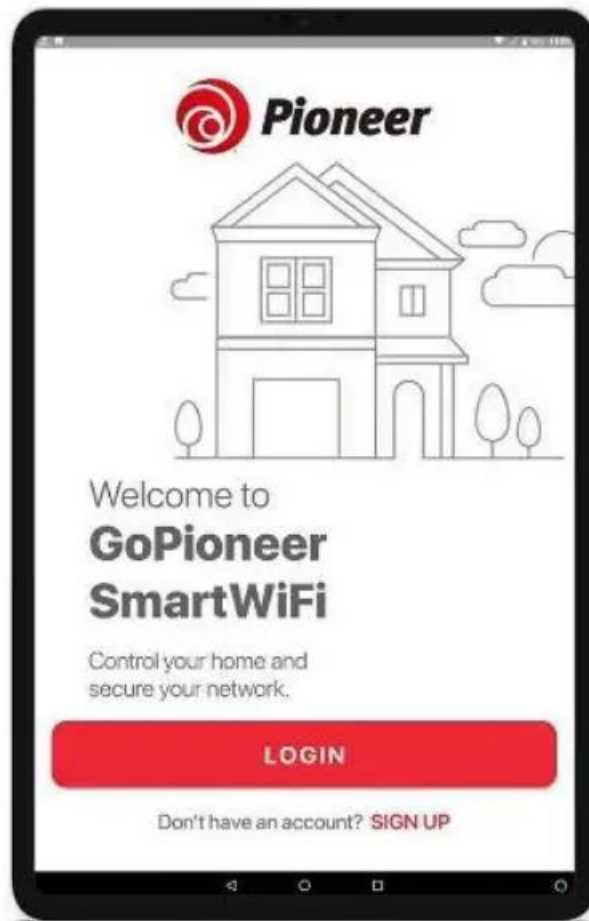 Pioneer
Welcome to
GoPioneer
SmartWiFi
Control your home and
secure your network.
LOGIN
Don't have an account? SIGN UP